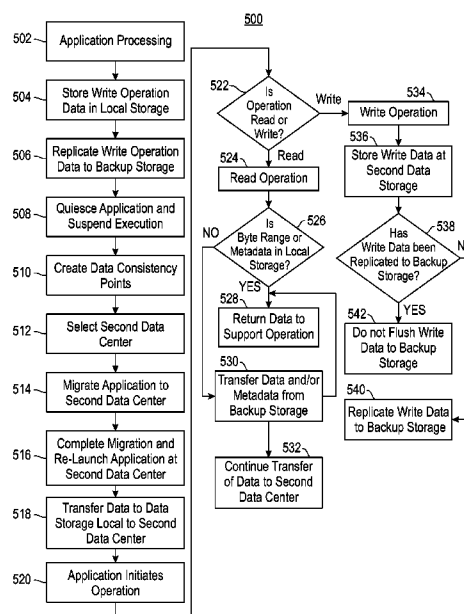 500
502
Application Processing
504
Store Write Operation
Data in Local Storage
506
Replicate Write Operation
Data to Backup Storage
508
Quiesce Application and
Suspend Execution
510
Create Data Consistency
Points
512
Select Second Data
Center
514
Migrate Application to
Second Data Center
516
Complete Migration and
Re-Launch Application at
Second Data Center
518
Transfer Data to Data
Storage Local to Second
Data Center
520
Application Initiates
Operation
522
Is
Operation
Read or
Write?
Write
Read
524
Read Operation
526
Is
Byte Range or
Metadata in Local
Storage?
NO
YES
528
Return Data to
Support Operation
530
Transfer Data and/or
Metadata from
Backup Storage
532
Continue Transfer
of Data to Second
Data Center
534
Write Operation
536
Store Write Data at
Second Data
Storage
538
Has
Write Data been
Replicated to Backup
Storage?
YES
542
Do not Flush Write
Data to Backup
Storage
540
Replicate Write Data
to Backup Storage